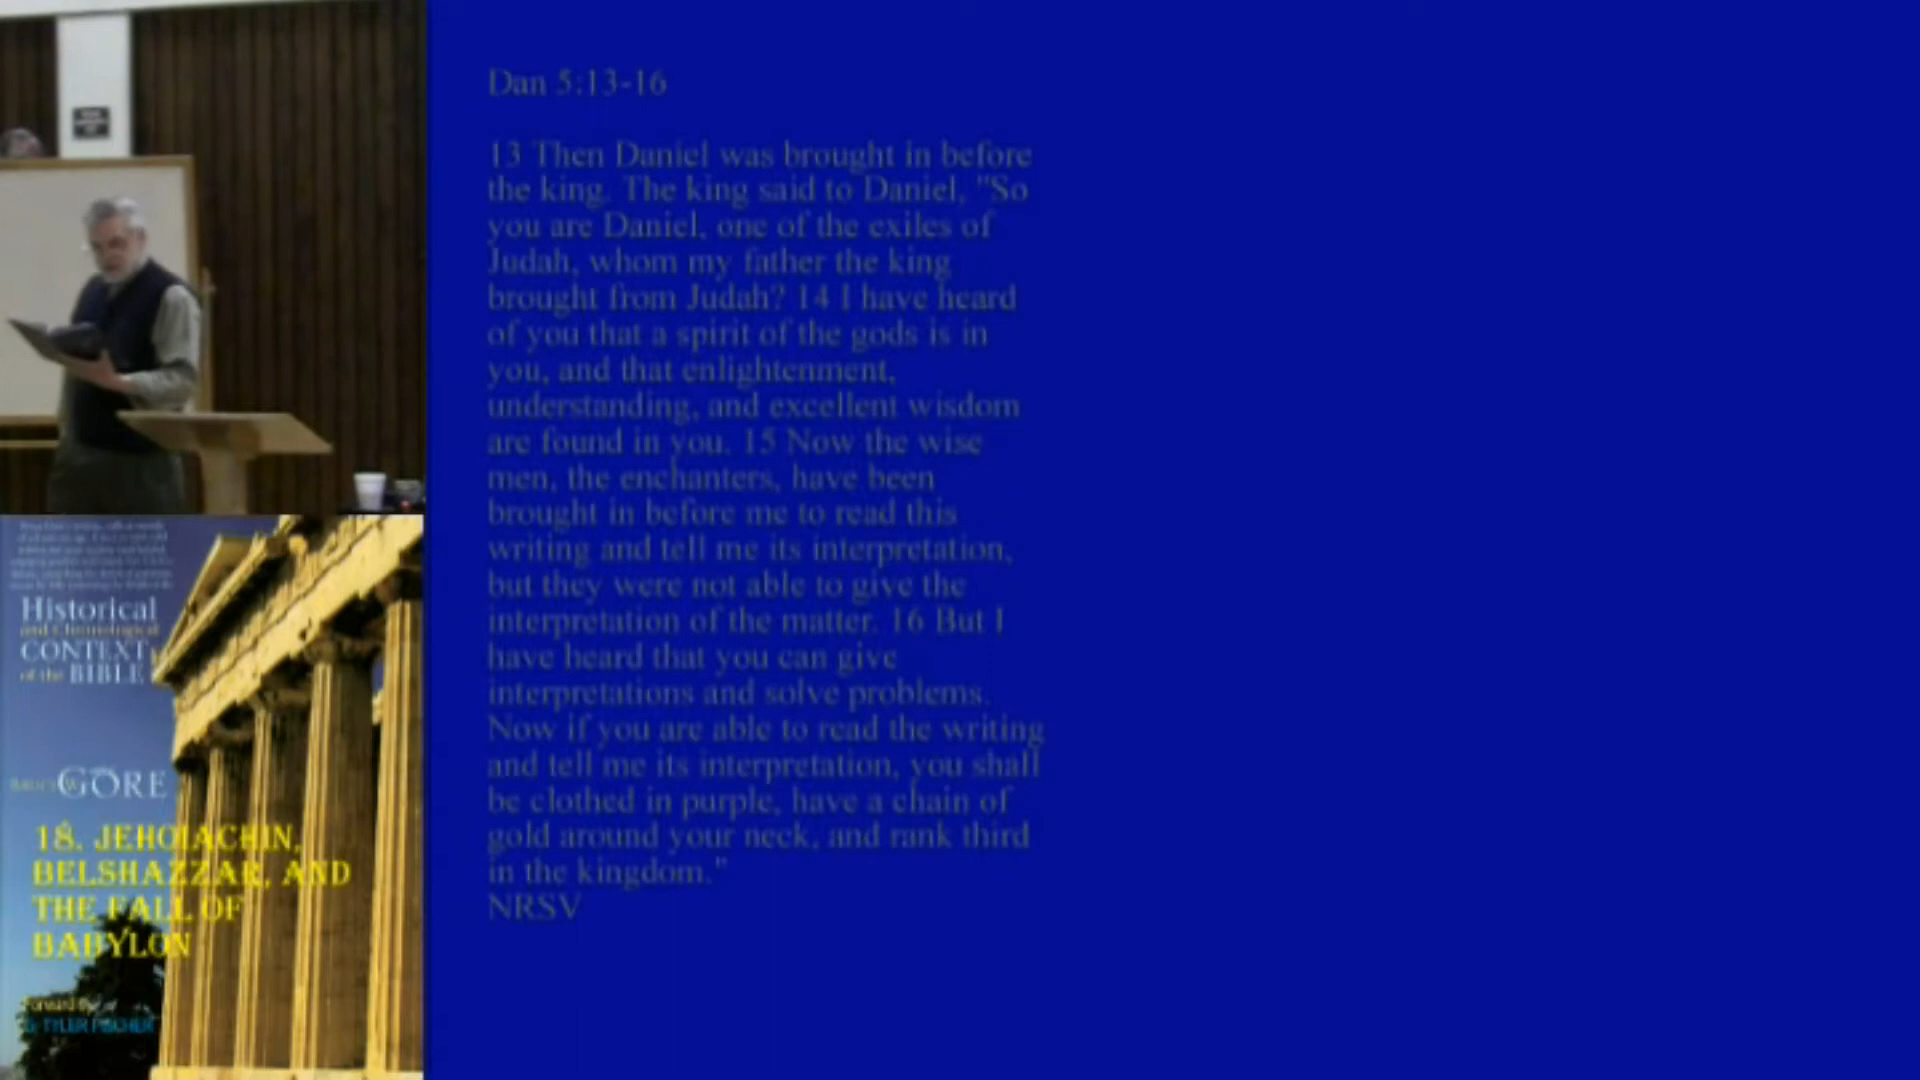 Dan 5:13-16
13 Then Daniel was brought in before
the king. The king said to Daniel, "So
you are Daniel, one of the exiles of
Judah, whom my father the king
brought from Judah? 14 I have heard
of you that a spirit of the gods is in
you, and that enlightenment,
understanding, and excellent wisdom
are found in you. 15 Now the wise
men, the enchanters, have been
brought in before me to read this
writing and tell me its interpretation,
but they were not able to give the
interpretation of the matter. 16 But I
have heard that you can give
interpretations and solve problems.
Now if you are able to read the writing
and tell me its interpretation, you shall
be clothed in purple, have a chain of
gold around your neck, and rank third
in the kingdom."
NRSV
Historical
and Chronological
CONTEXT
of the BIBLE
GORE
18. JEHOIACHIN,
BELSHAZZAR, AND
THE FALL OF
BABYLON
Forward By
G. TYLER FISCHER